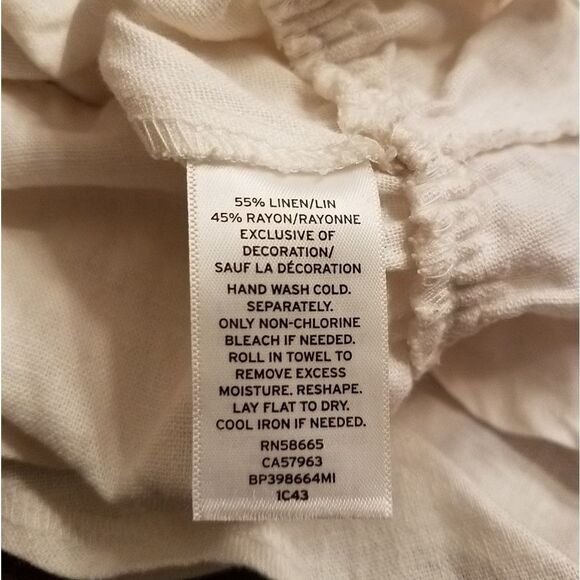 55% LINEN/LIN
45% RAYON/RAYONNE
EXCLUSIVE OF
DECORATION/
SAUF LA DÉCORATION
HAND WASH COLD.
SEPARATELY.
ONLY NON-CHLORINE
BLEACH IF NEEDED.
ROLL IN TOWEL TO
REMOVE EXCESS
MOISTURE. RESHAPE.
LAY FLAT TO DRY.
COOL IRON IF NEEDED.
RN58665
CA57963
BP398664MI
1C43